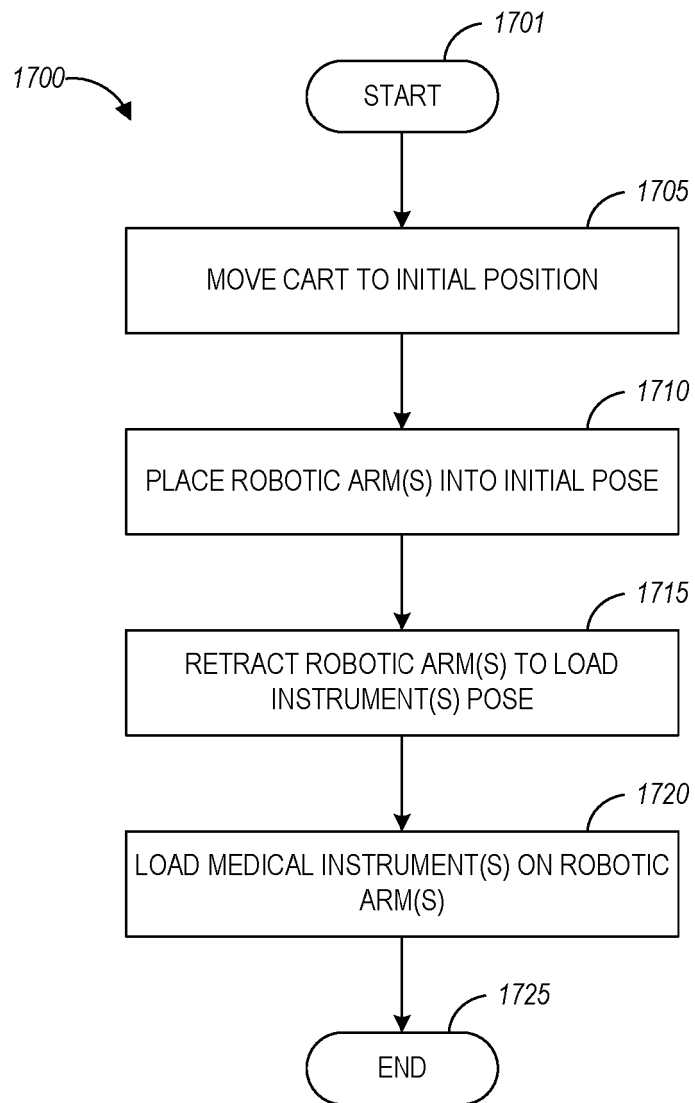 1701
1700
START
1705
MOVE CART TO INITIAL POSITION
1710
PLACE ROBOTIC ARM(S) INTO INITIAL POSE
1715
RETRACT ROBOTIC ARM(S) TO LOAD
INSTRUMENT(S) POSE
1720
LOAD MEDICAL INSTRUMENT(S) ON ROBOTIC
ARM(S)
1725
END